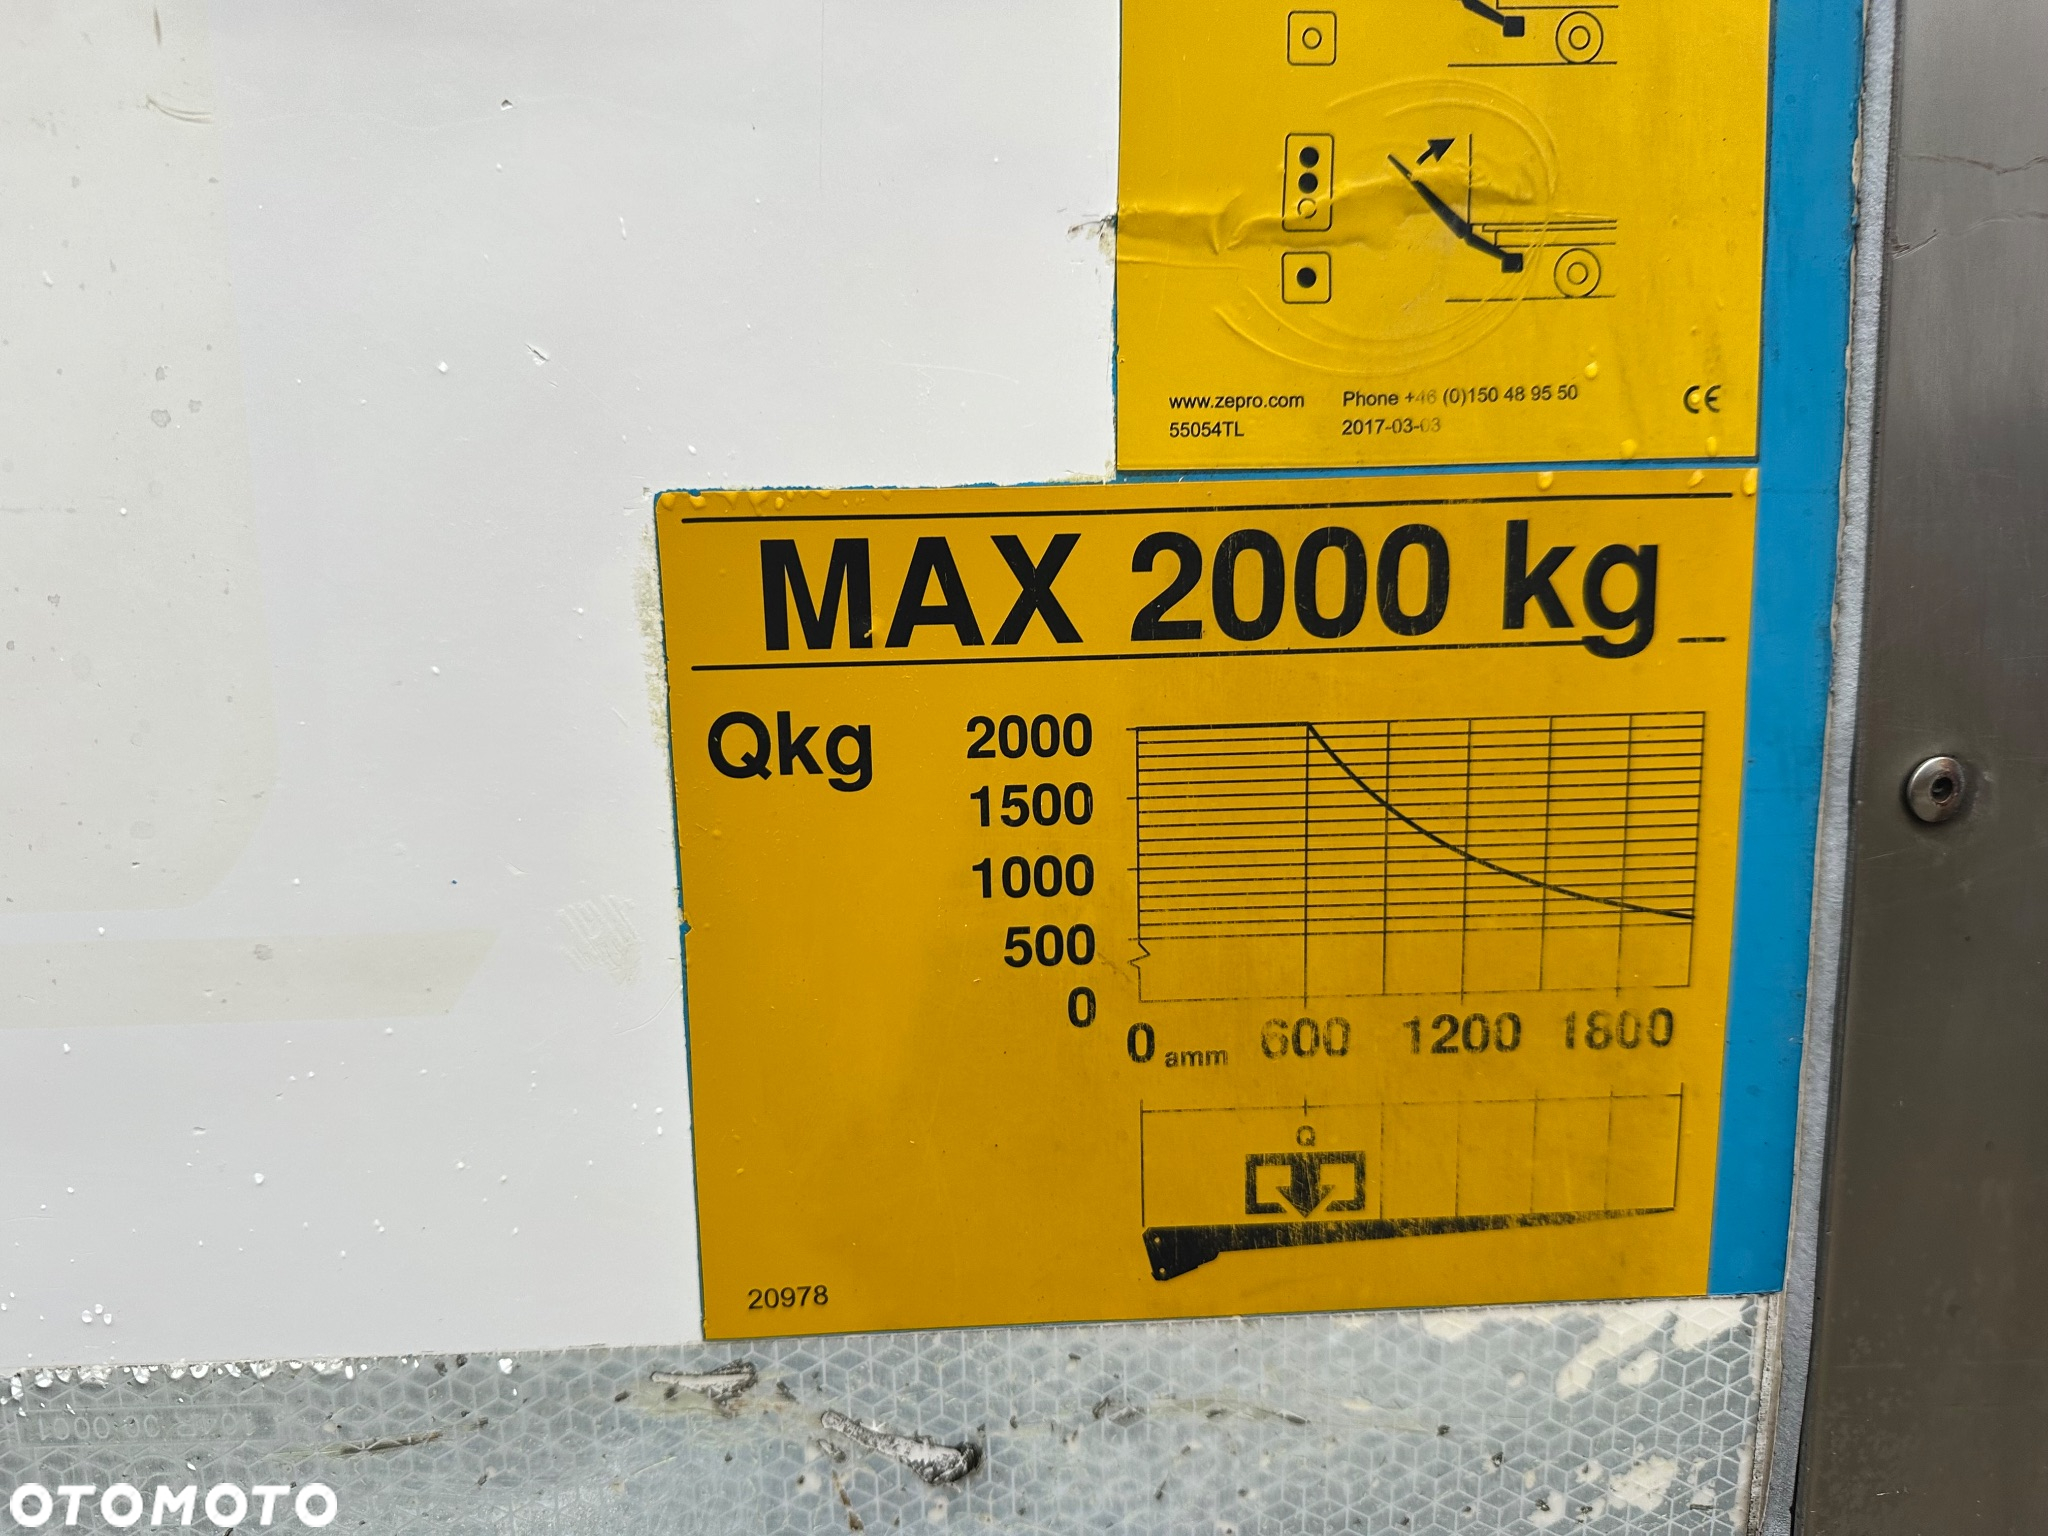 www.zepro.com Phone +46 (0)150 48 95 50
55054TL 2017-03-03
CE
MAX 2000 kg
Qkg
2000
1500
1000
500
0
0 amm 600 1200 1800
Q
20978
OTOMOTO